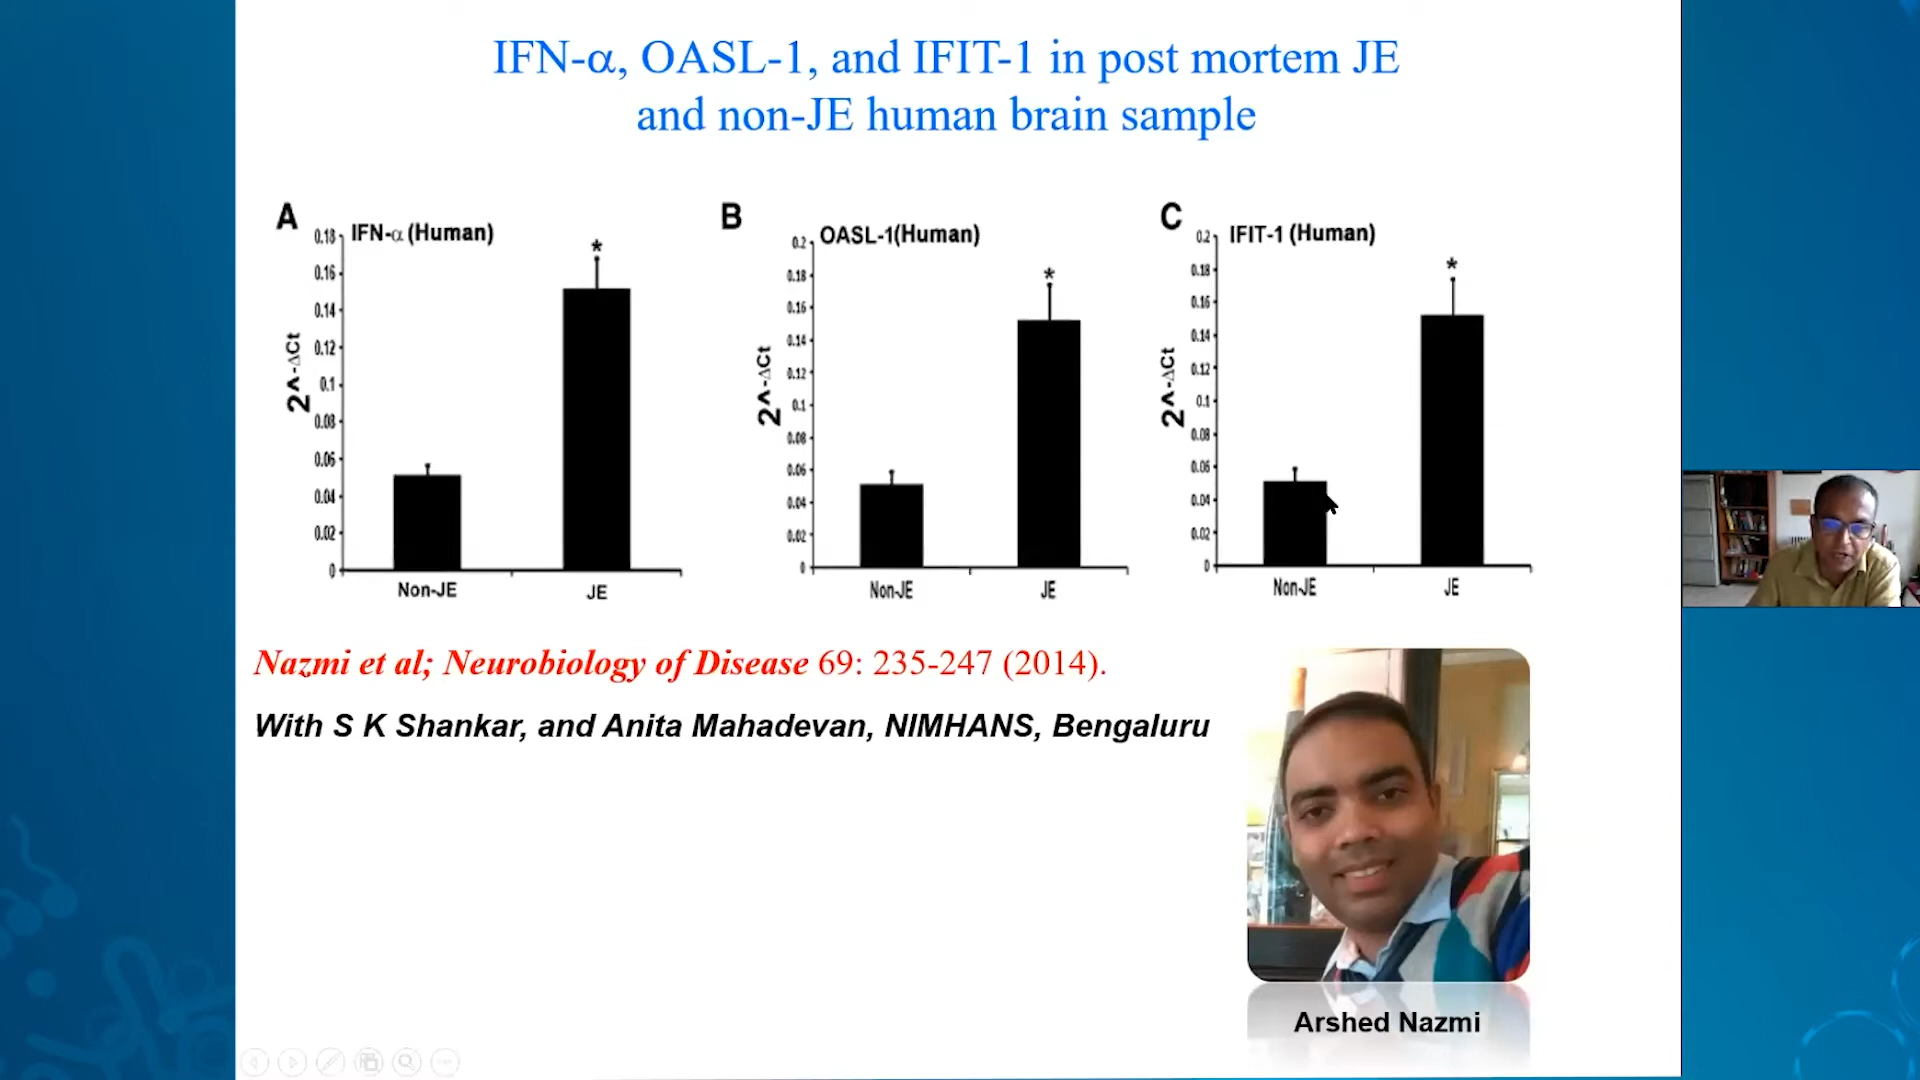 IFN-α, OASL-1, and IFIT-1 in post mortem JE
and non-JE human brain sample
A
IFN-α (Human)
*
0.18
0.16
0.14
0.12
0.1
0.08
0.06
0.04
0.02
0
2^-ΔCt
Non-JE
JE
B
OASL-1(Human)
*
0.2
0.18
0.16
0.14
0.12
0.1
0.08
0.06
0.04
0.02
0
2^-ΔCt
Non-JE
JE
C
IFIT-1 (Human)
*
0.2
0.18
0.16
0.14
0.12
0.1
0.08
0.06
0.04
0.02
0
2^-ΔCt
Non-JE
JE
Nazmi et al; Neurobiology of Disease 69: 235-247 (2014).
With S K Shankar, and Anita Mahadevan, NIMHANS, Bengaluru
Arshed Nazmi